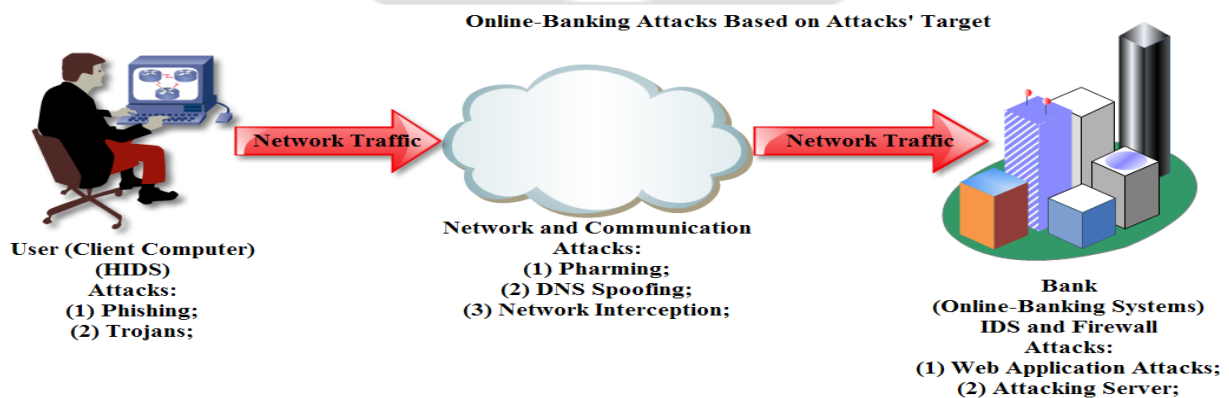 Online-Banking Attacks Based on Attacks' Target
Network Traffic
Network Traffic
User (Client Computer)
(HIDS)
Attacks:
(1) Phishing;
(2) Trojans;
Network and Communication
Attacks:
(1) Pharming;
(2) DNS Spoofing;
(3) Network Interception;
Bank
(Online-Banking Systems)
IDS and Firewall
Attacks:
(1) Web Application Attacks;
(2) Attacking Server;